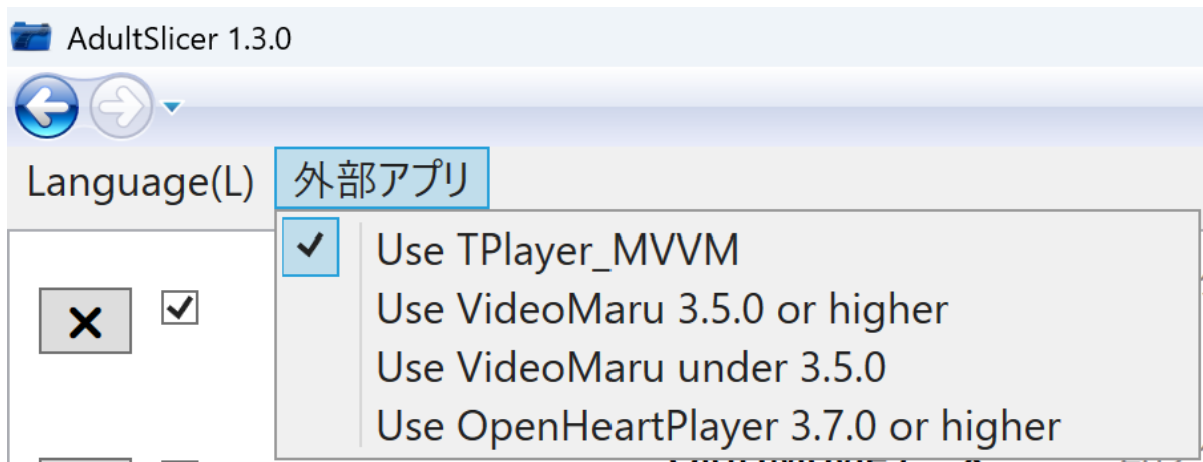 AdultSlicer 1.3.0
Language(L) 外部アプリ
Use TPlayer_MVVM
Use VideoMaru 3.5.0 or higher
Use VideoMaru under 3.5.0
Use OpenHeartPlayer 3.7.0 or higher